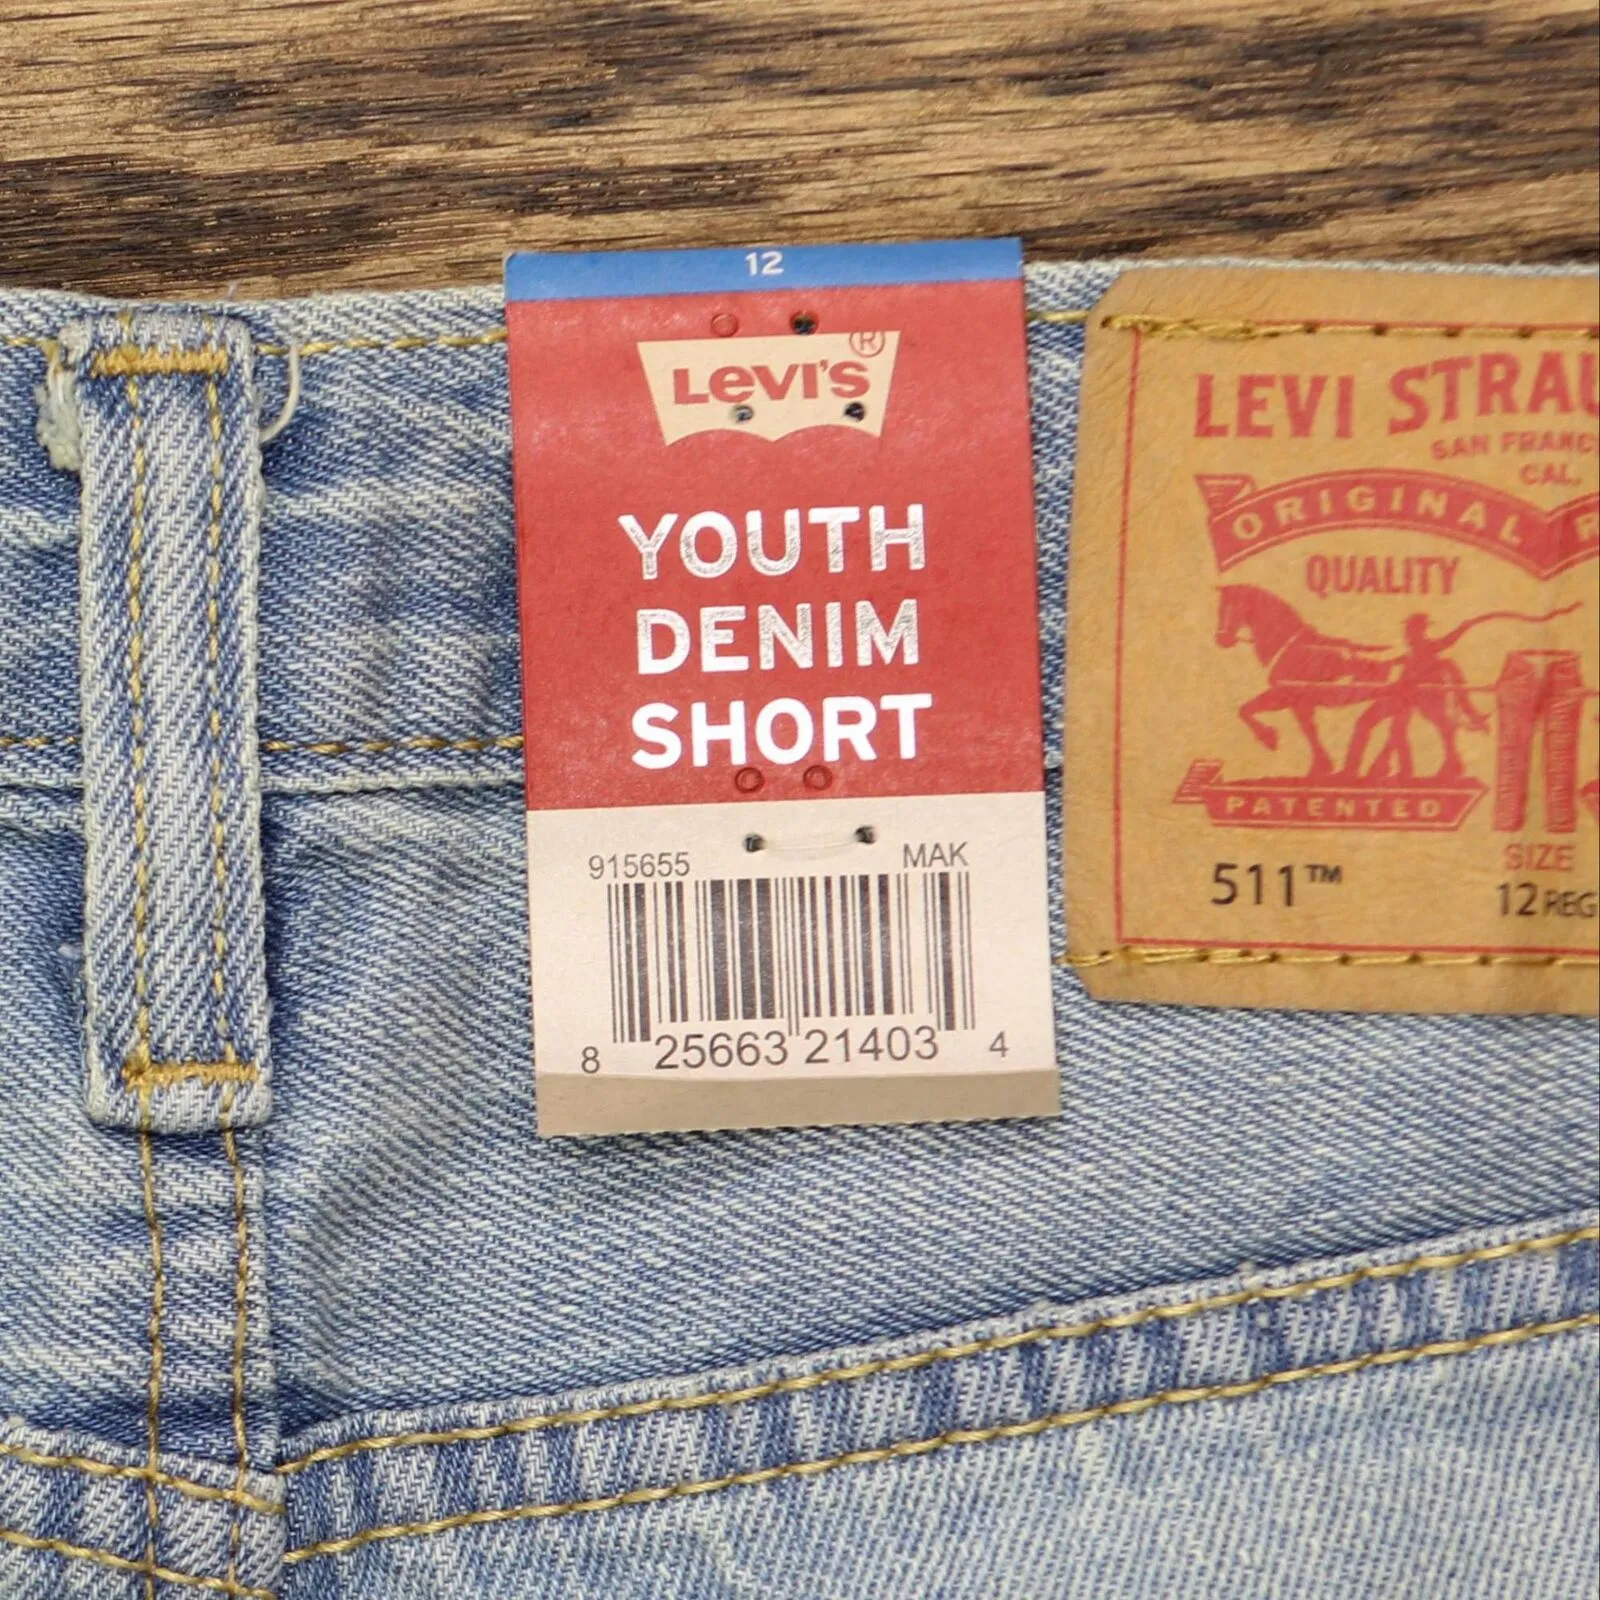 12
Levi's®
YOUTH
DENIM
SHORT
915655 MAK
8 25663 21403 4
LEVI STRAU
SAN FRANC
CAL.
ORIGINAL R
QUALITY
PATENTED
SIZE
511™ 12 REG